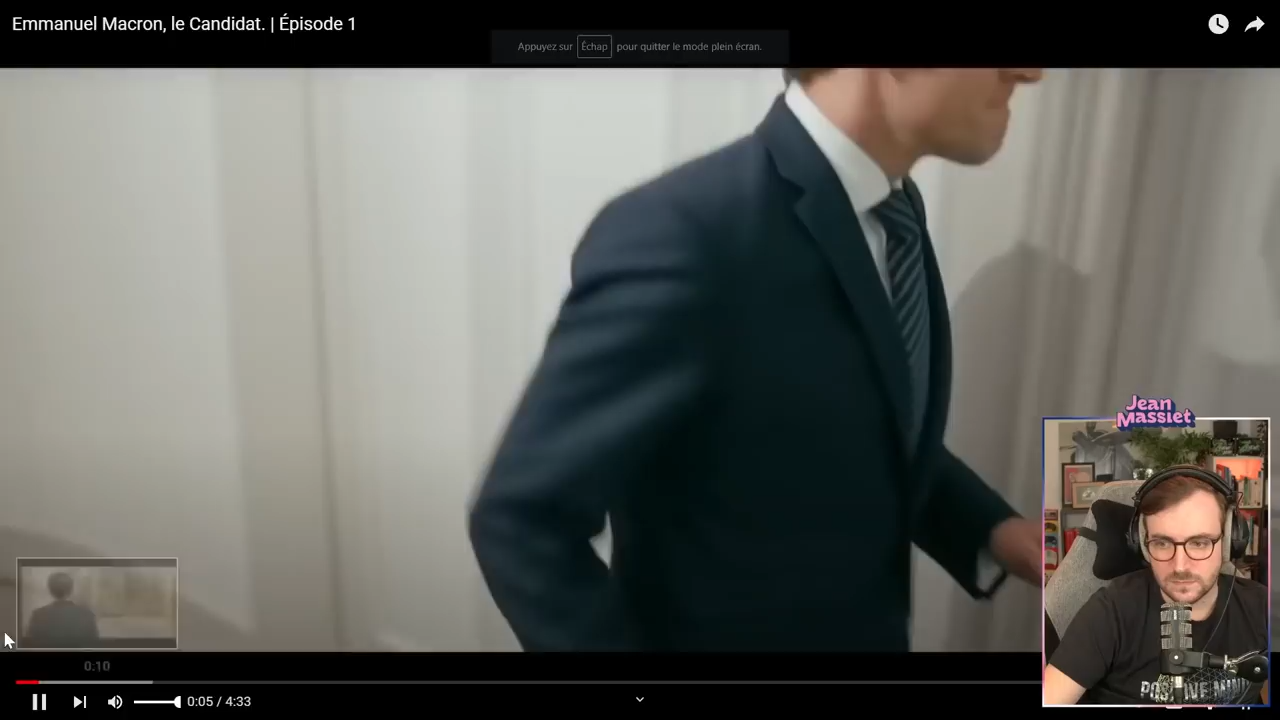 Emmanuel Macron, le Candidat. | Épisode 1
Appuyez sur Échap pour quitter le mode plein écran.
Jean
Massiet
0:10
0:05 / 4:33